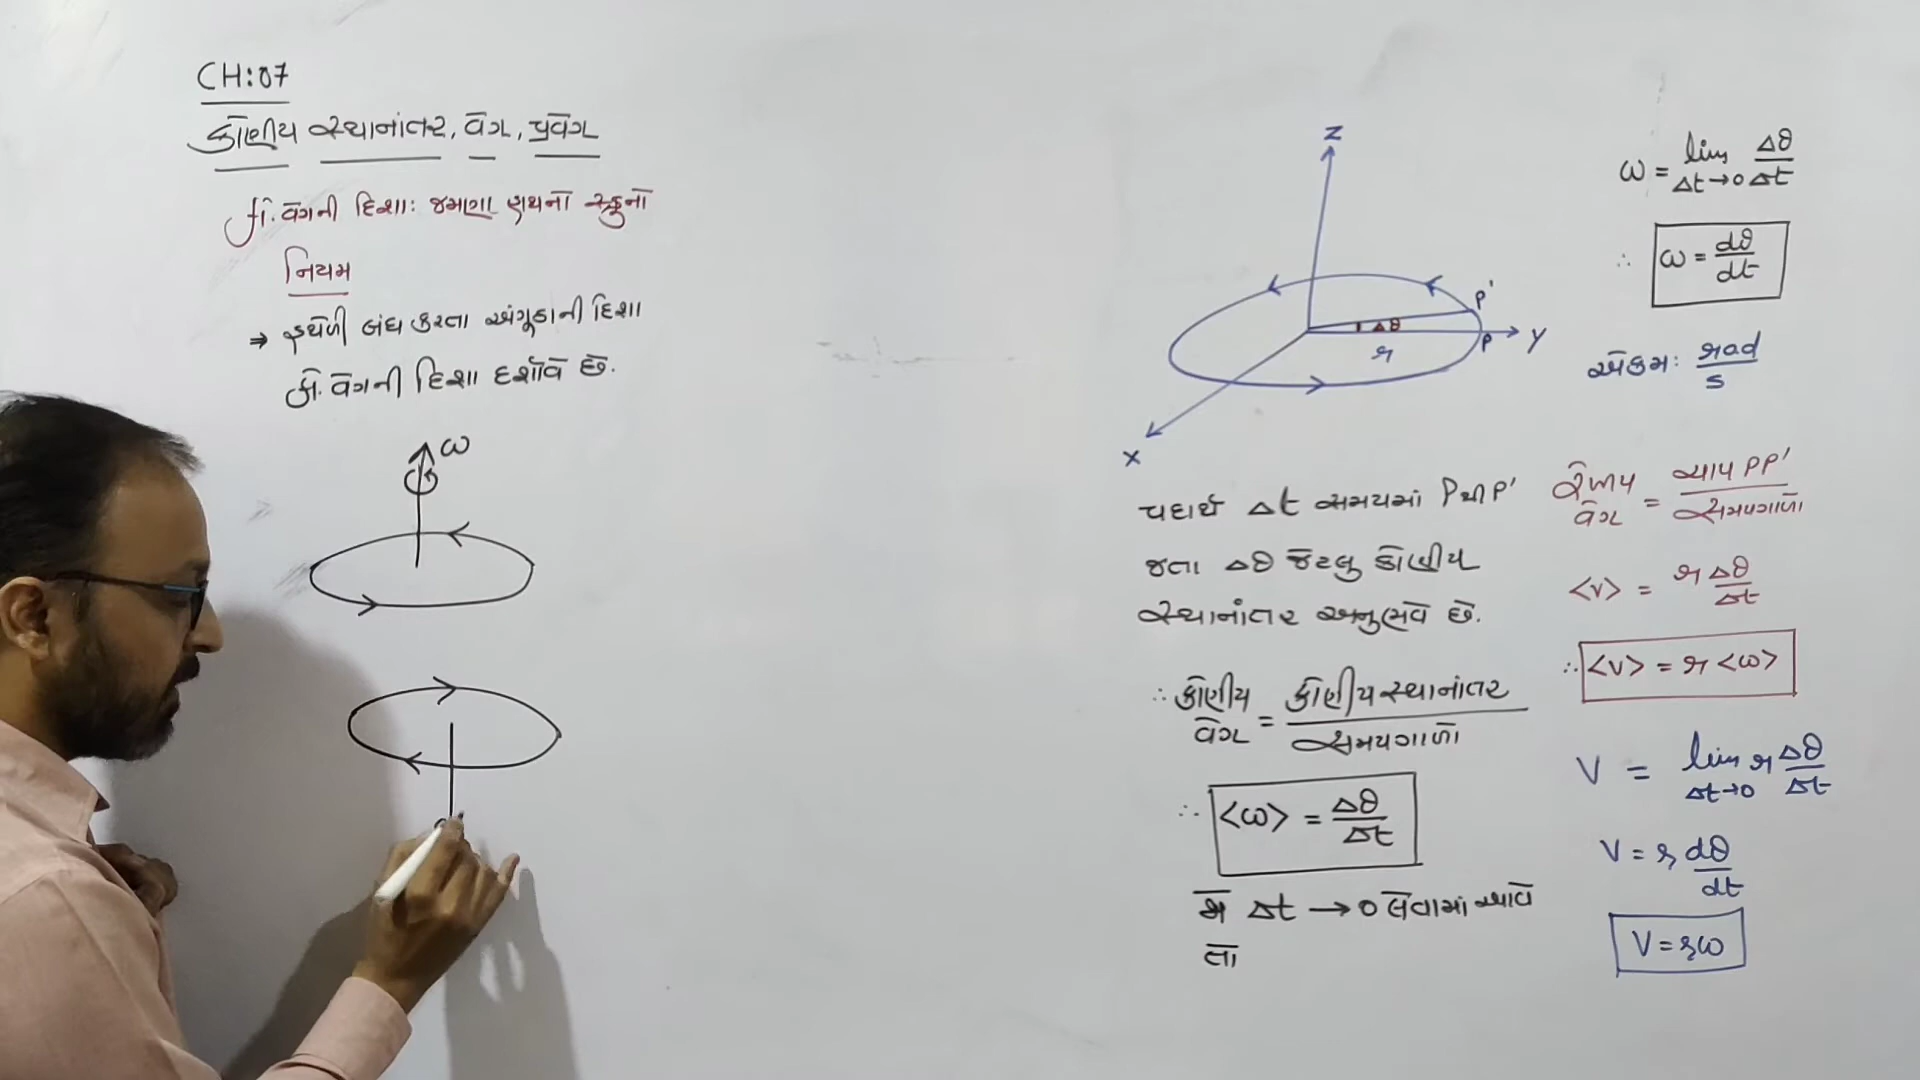 CH:07
કોણીય સ્થાનાંતર, વેગ, પ્રવેગ
કો. વેગની દિશા: જમણા હાથનો સ્ક્રુનો
નિયમ
⇒ હથેળી બંધ કરતા અંગૂઠાની દિશા
કો. વેગની દિશા દર્શાવે છે.
ω
Z
P'
Δθ
P
Y
r
X
પદાર્થ Δt સમયમાં P થી P'
જતા Δθ જેટલુ કોણીય
સ્થાનાંતર અનુભવે છે.
∴ કોણીય વેગ = કોણીય સ્થાનાંતર / સમયગાળો
∴ <ω> = Δθ / Δt
જો Δt → 0 લેવામાં આવે
તો
ω = lim Δt→0 Δθ / Δt
∴ ω = dθ / dt
એકમ: rad / s
રેખીય વેગ = ચાપ PP' / સમયગાળો
<v> = r Δθ / Δt
∴ <v> = r <ω>
V = lim Δt→0 r Δθ / Δt
V = r dθ / dt
V = rω